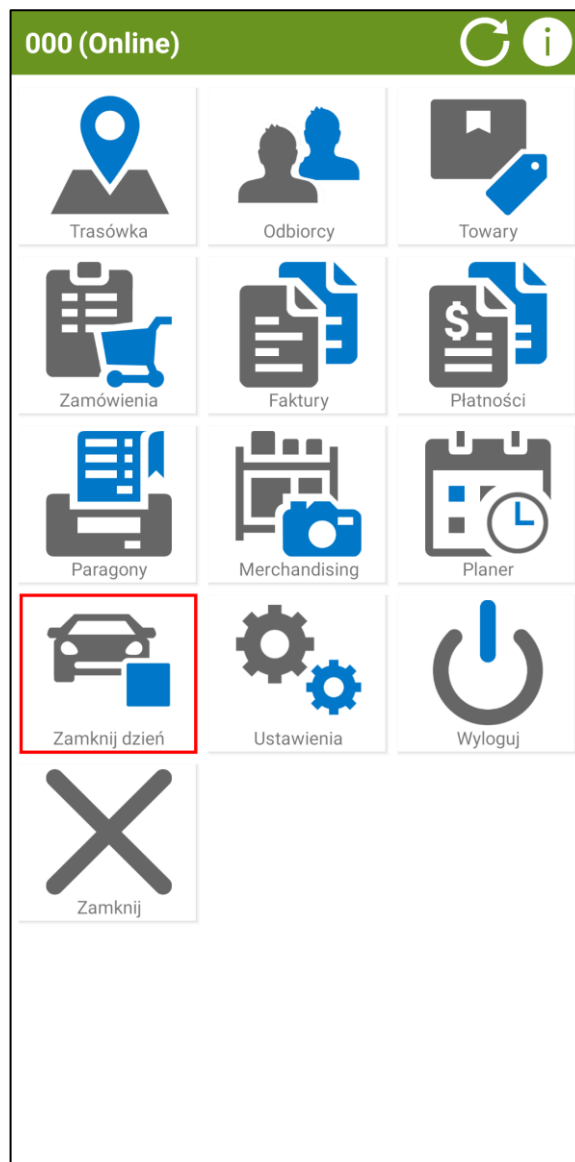 000 (Online)
Trasówka
Odbiorcy
Towary
Zamówienia
Faktury
Płatności
Paragony
Merchandising
Planer
Zamknij dzień
Ustawienia
Wyloguj
Zamknij